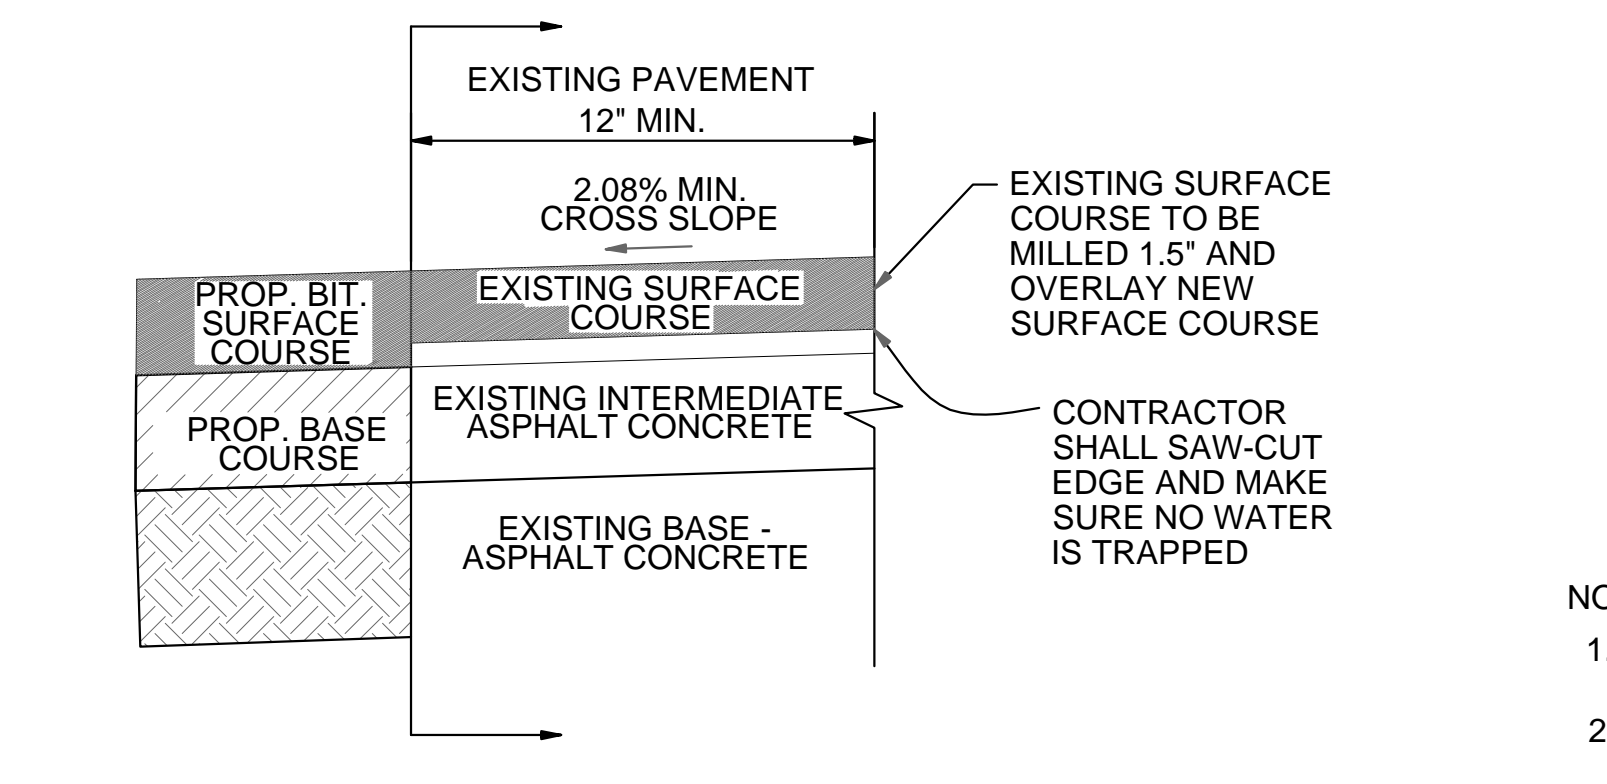 EXISTING PAVEMENT
12" MIN.
2.08% MIN.
CROSS SLOPE
EXISTING SURFACE
COURSE TO BE
MILLED 1.5" AND
OVERLAY NEW
SURFACE COURSE
PROP. BIT.
SURFACE
COURSE
EXISTING SURFACE
COURSE
EXISTING INTERMEDIATE
ASPHALT CONCRETE
PROP. BASE
COURSE
CONTRACTOR
SHALL SAW-CUT
EDGE AND MAKE
SURE NO WATER
IS TRAPPED
EXISTING BASE -
ASPHALT CONCRETE
1.
2